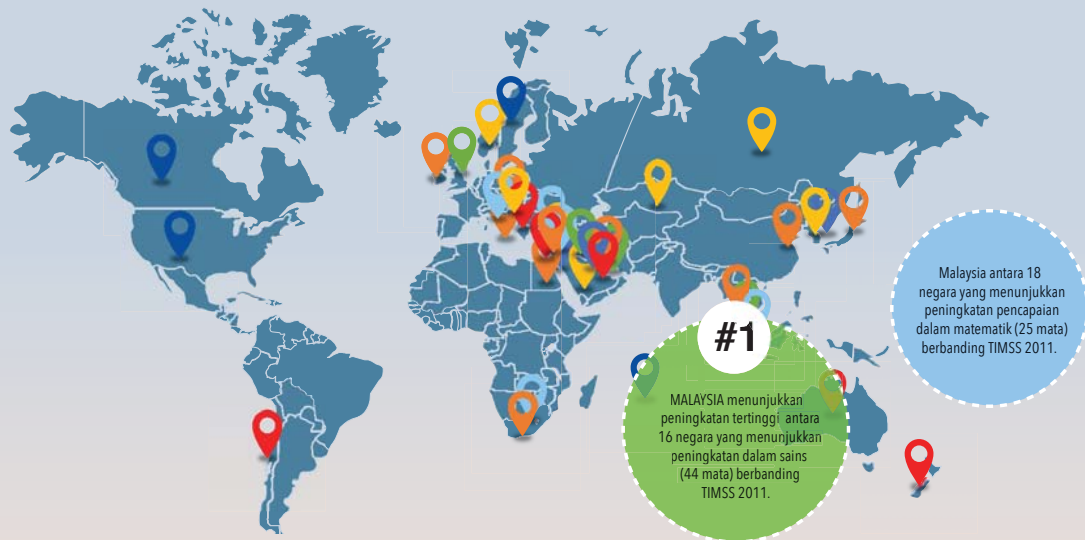 Malaysia antara 18
negara yang menunjukkan
peningkatan pencapaian
dalam matematik (25 mata)
berbanding TIMSS 2011.
#1
MALAYSIA menunjukkan
peningkatan tertinggi antara
16 negara yang menunjukkan
peningkatan dalam sains
(44 mata) berbanding
TIMSS 2011.